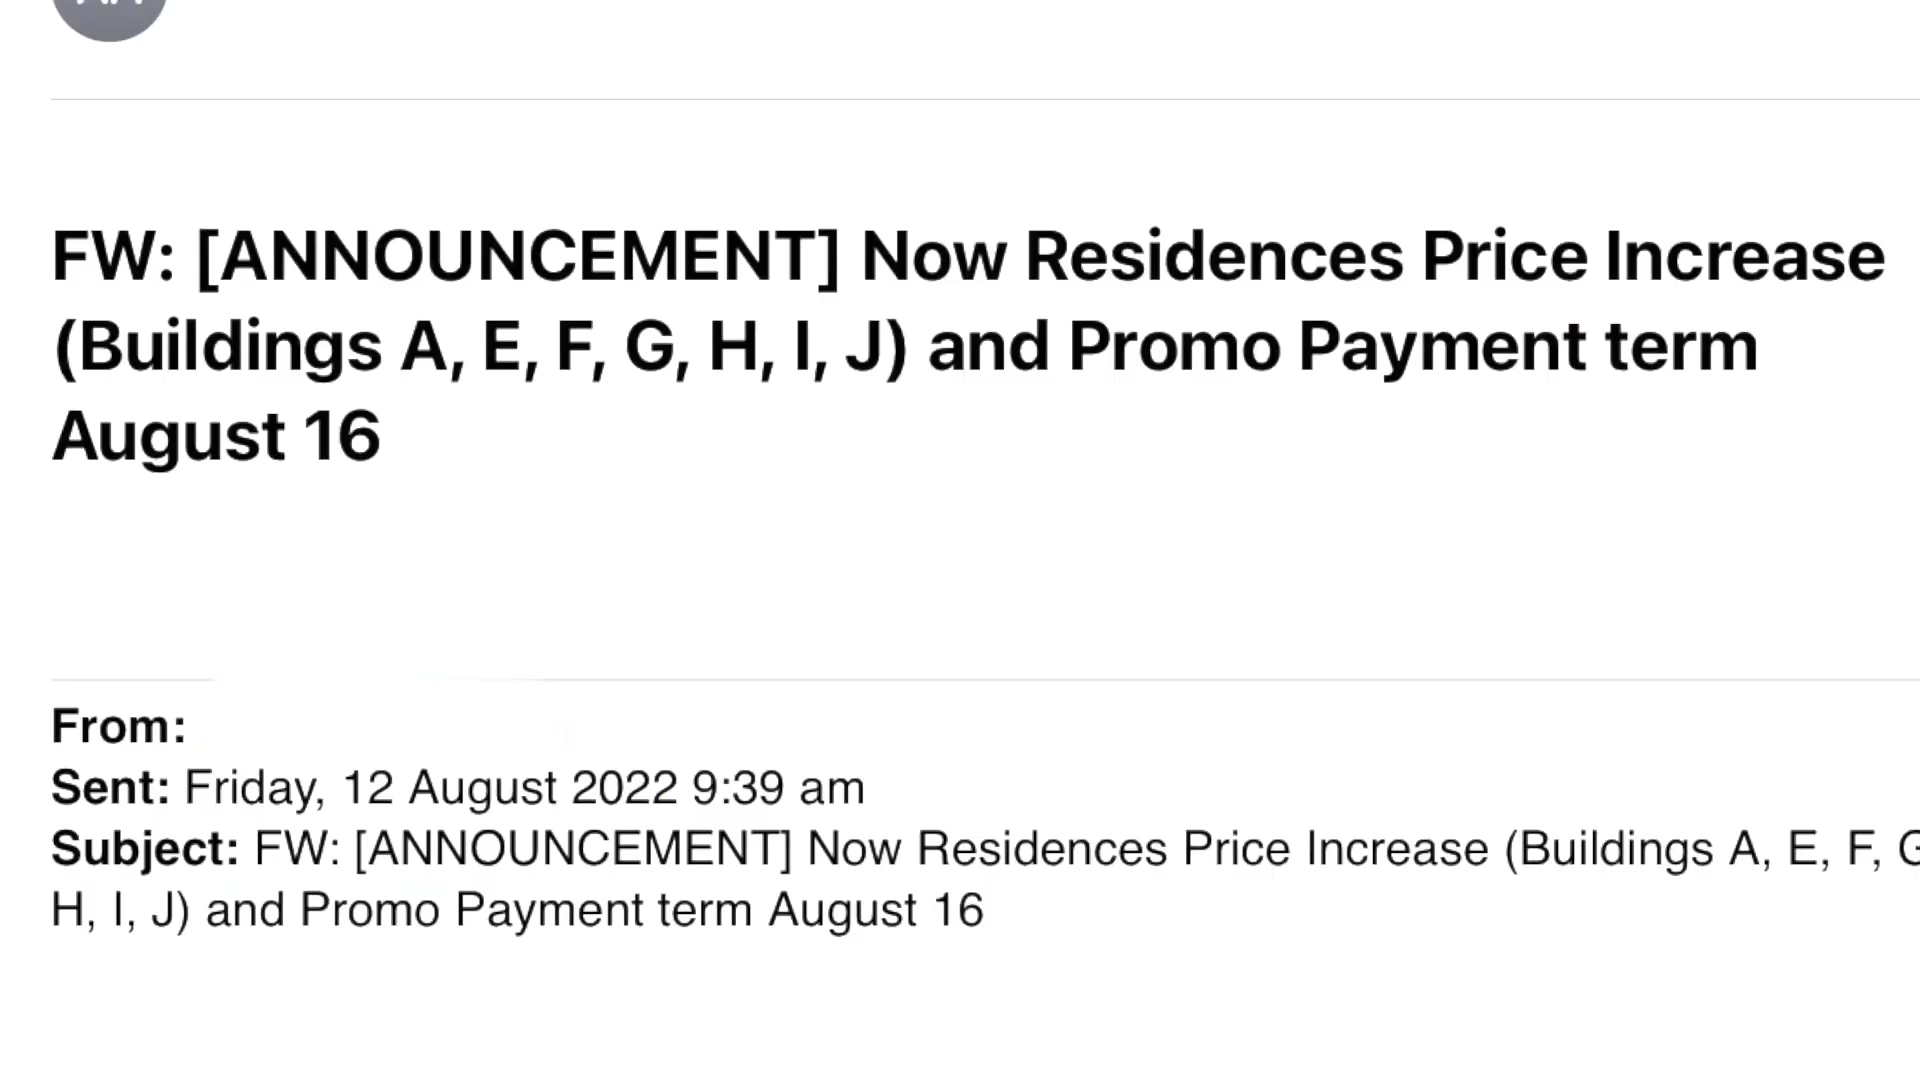 FW: [ANNOUNCEMENT] Now Residences Price Increase
(Buildings A, E, F, G, H, I, J) and Promo Payment term
August 16
From:
Sent: Friday, 12 August 2022 9:39 am
Subject: FW: [ANNOUNCEMENT] Now Residences Price Increase (Buildings A, E, F, G
H, I, J) and Promo Payment term August 16